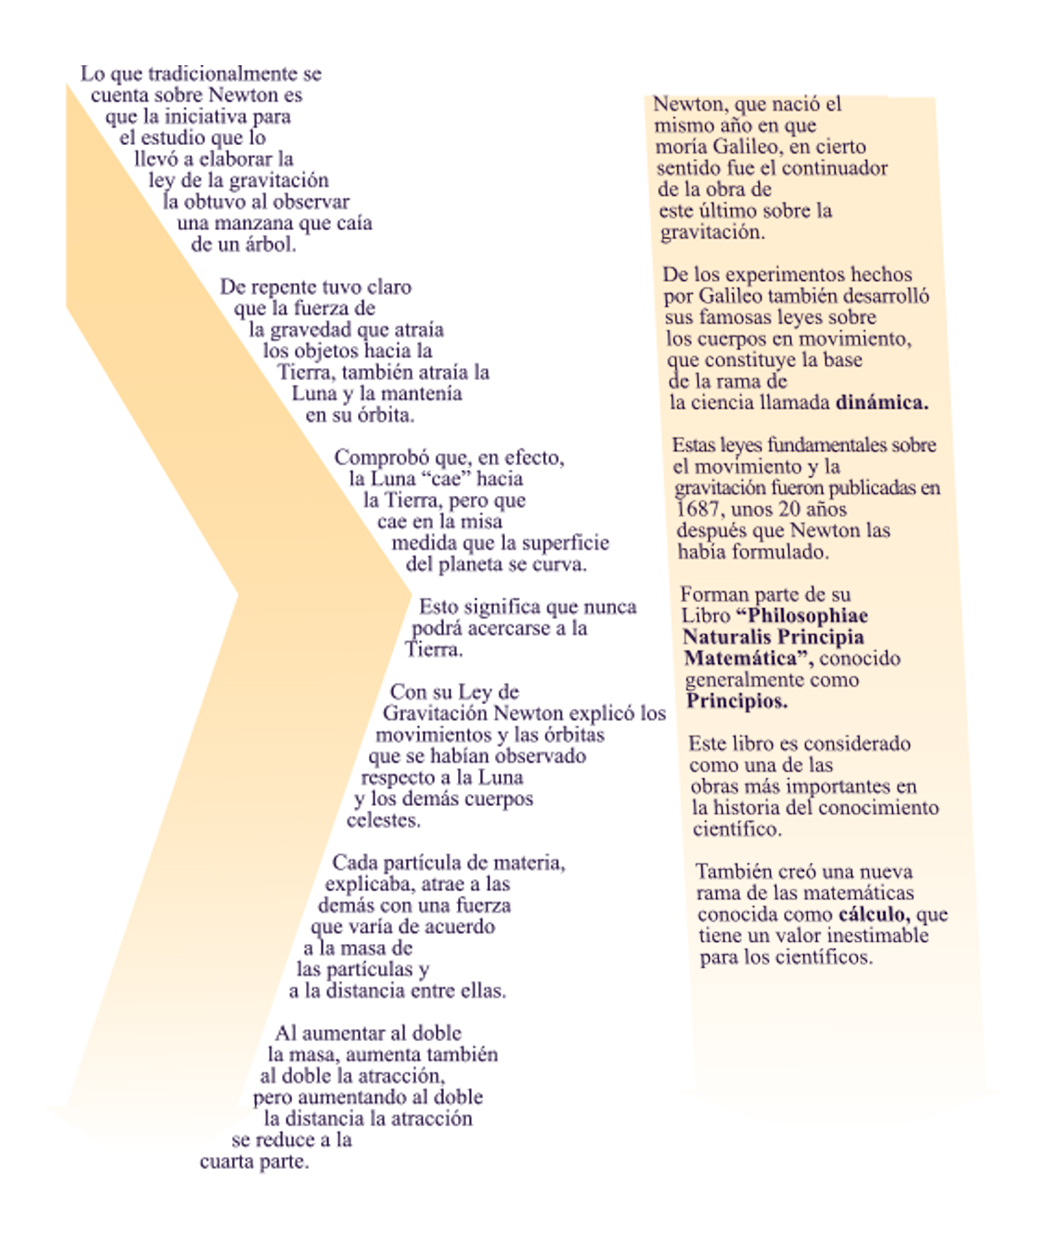 Lo que tradicionalmente se
cuenta sobre Newton es
que la iniciativa para
el estudio que lo
llevó a elaborar la
ley de la gravitación
la obtuvo al observar
una manzana que caía
de un árbol.
De repente tuvo claro
que la fuerza de
la gravedad que atraía
los objetos hacia la
Tierra, también atraía la
Luna y la mantenía
en su órbita.
Comprobó que, en efecto,
la Luna “cae” hacia
la Tierra, pero que
cae en la misa
medida que la superficie
del planeta se curva.
Esto significa que nunca
podrá acercarse a la
Tierra.
Con su Ley de
Gravitación Newton explicó los
movimientos y las órbitas
que se habían observado
respecto a la Luna
y los demás cuerpos
celestes.
Cada partícula de materia,
explicaba, atrae a las
demás con una fuerza
que varía de acuerdo
a la masa de
las partículas y
a la distancia entre ellas.
Al aumentar al doble
la masa, aumenta también
al doble la atracción,
pero aumentando al doble
la distancia la atracción
se reduce a la
cuarta parte.
Newton, que nació el
mismo año en que
moría Galileo, en cierto
sentido fue el continuador
de la obra de
este último sobre la
gravitación.
De los experimentos hechos
por Galileo también desarrolló
sus famosas leyes sobre
los cuerpos en movimiento,
que constituye la base
de la rama de
la ciencia llamada dinámica.
Estas leyes fundamentales sobre
el movimiento y la
gravitación fueron publicadas en
1687, unos 20 años
después que Newton las
había formulado.
Forman parte de su
Libro “Philosophiae
Naturalis Principia
Matemática”, conocido
generalmente como
Principios.
Este libro es considerado
como una de las
obras más importantes en
la historia del conocimiento
científico.
También creó una nueva
rama de las matemáticas
conocida como cálculo, que
tiene un valor inestimable
para los científicos.